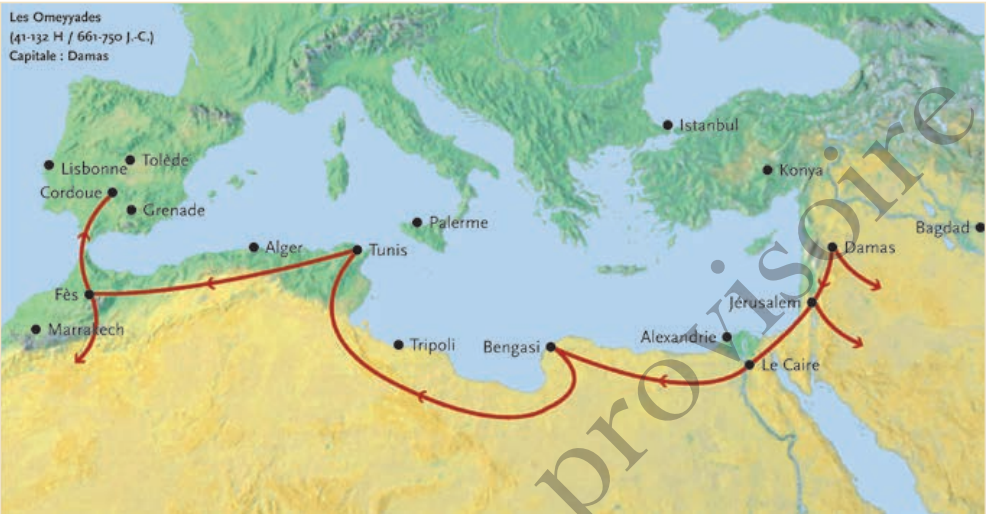 Les Omeyyades
(41-132 H / 661-750 J.-C.)
Capitale : Damas
Istanbul
Lisbonne
Tolède
Konya
Cordoue
Grenade
Palerme
Bagdad
Alger
Tunis
Damas
Fès
Jérusalem
Marrakech
Tripoli
Bengasi
Alexandrie
Le Caire
provisoire